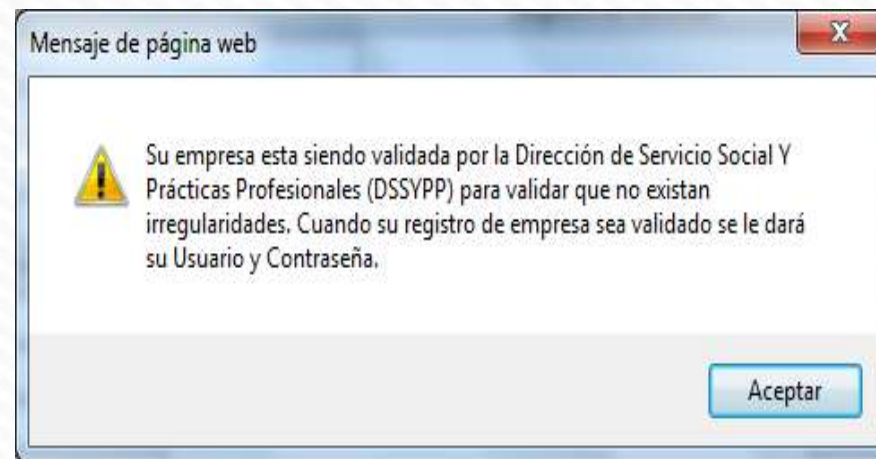 Mensaje de página web
X
Su empresa esta siendo validada por la Dirección de Servicio Social Y
Prácticas Profesionales (DSSYPP) para validar que no existan
irregularidades. Cuando su registro de empresa sea validado se le dará
su Usuario y Contraseña.
Aceptar